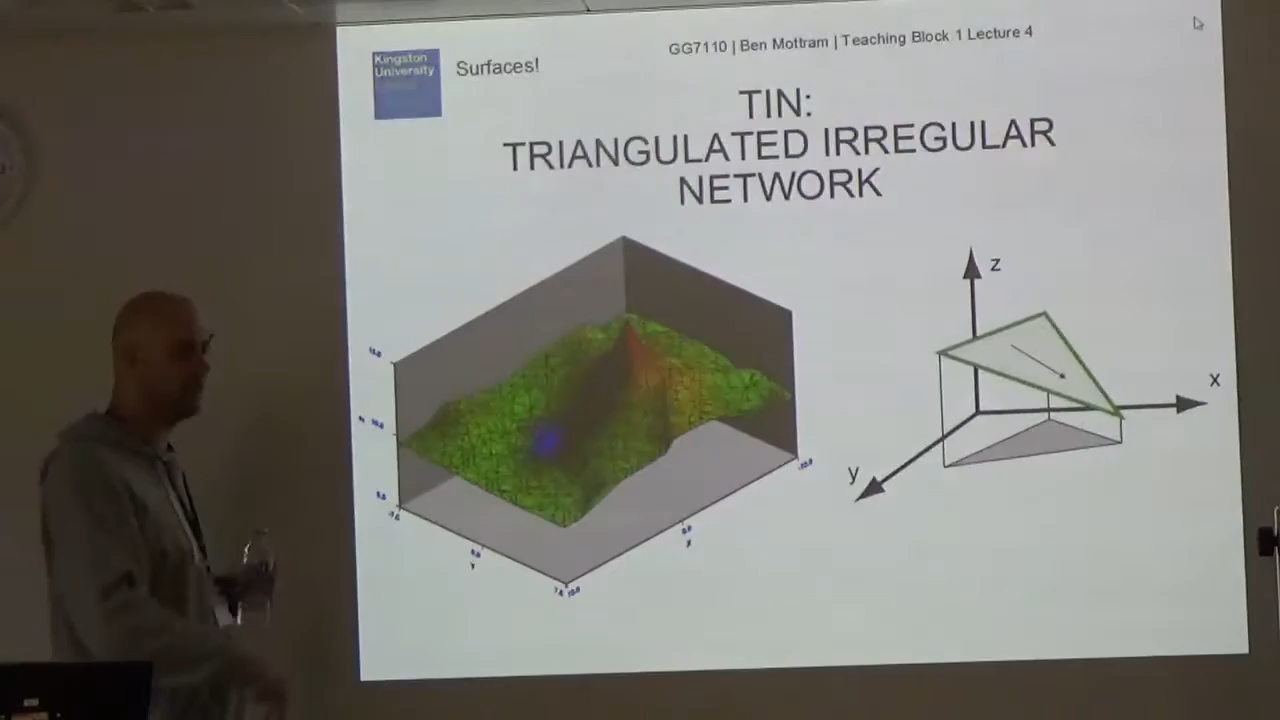 Kingston
University
Surfaces!
GG7110 | Ben Mottram | Teaching Block 1 Lecture 4
TIN:
TRIANGULATED IRREGULAR
NETWORK
z
x
y